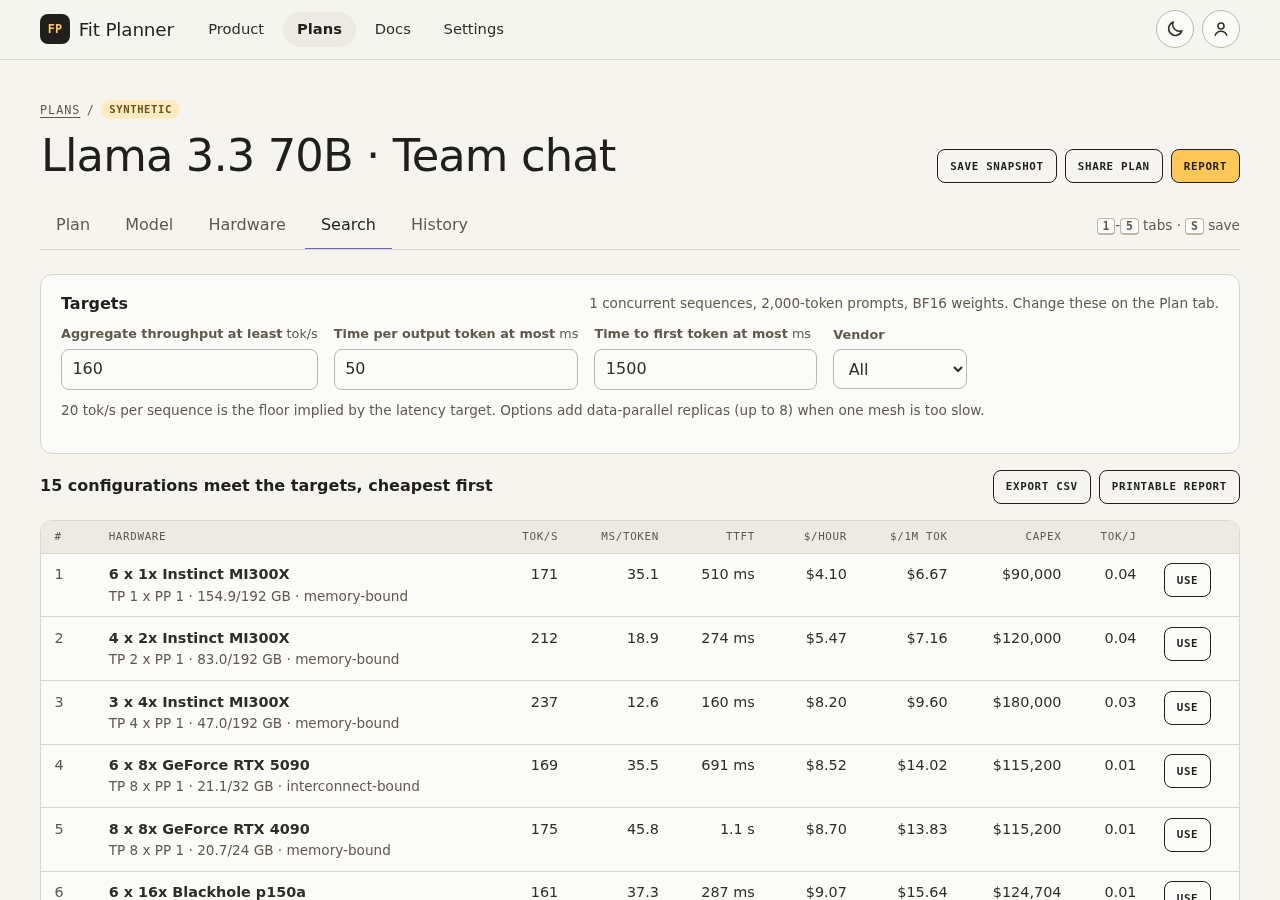 FP Fit Planner Product Plans Docs Settings
PLANS / SYNTHETIC
Llama 3.3 70B · Team chat
SAVE SNAPSHOT SHARE PLAN REPORT
Plan Model Hardware Search History 1-5 tabs · S save
Targets 1 concurrent sequences, 2,000-token prompts, BF16 weights. Change these on the Plan tab.
Aggregate throughput at least tok/s Time per output token at most ms Time to first token at most ms Vendor
160 50 1500 All
20 tok/s per sequence is the floor implied by the latency target. Options add data-parallel replicas (up to 8) when one mesh is too slow.
15 configurations meet the targets, cheapest first EXPORT CSV PRINTABLE REPORT
# HARDWARE TOK/S MS/TOKEN TTFT $/HOUR $/1M TOK CAPEX TOK/J
1 6 x 1x Instinct MI300X 171 35.1 510 ms $4.10 $6.67 $90,000 0.04 USE
TP 1 x PP 1 · 154.9/192 GB · memory-bound
2 4 x 2x Instinct MI300X 212 18.9 274 ms $5.47 $7.16 $120,000 0.04 USE
TP 2 x PP 1 · 83.0/192 GB · memory-bound
3 3 x 4x Instinct MI300X 237 12.6 160 ms $8.20 $9.60 $180,000 0.03 USE
TP 4 x PP 1 · 47.0/192 GB · memory-bound
4 6 x 8x GeForce RTX 5090 169 35.5 691 ms $8.52 $14.02 $115,200 0.01 USE
TP 8 x PP 1 · 21.1/32 GB · interconnect-bound
5 8 x 8x GeForce RTX 4090 175 45.8 1.1 s $8.70 $13.83 $115,200 0.01 USE
TP 8 x PP 1 · 20.7/24 GB · memory-bound
6 6 x 16x Blackhole p150a 161 37.3 287 ms $9.07 $15.64 $124,704 0.01 USE